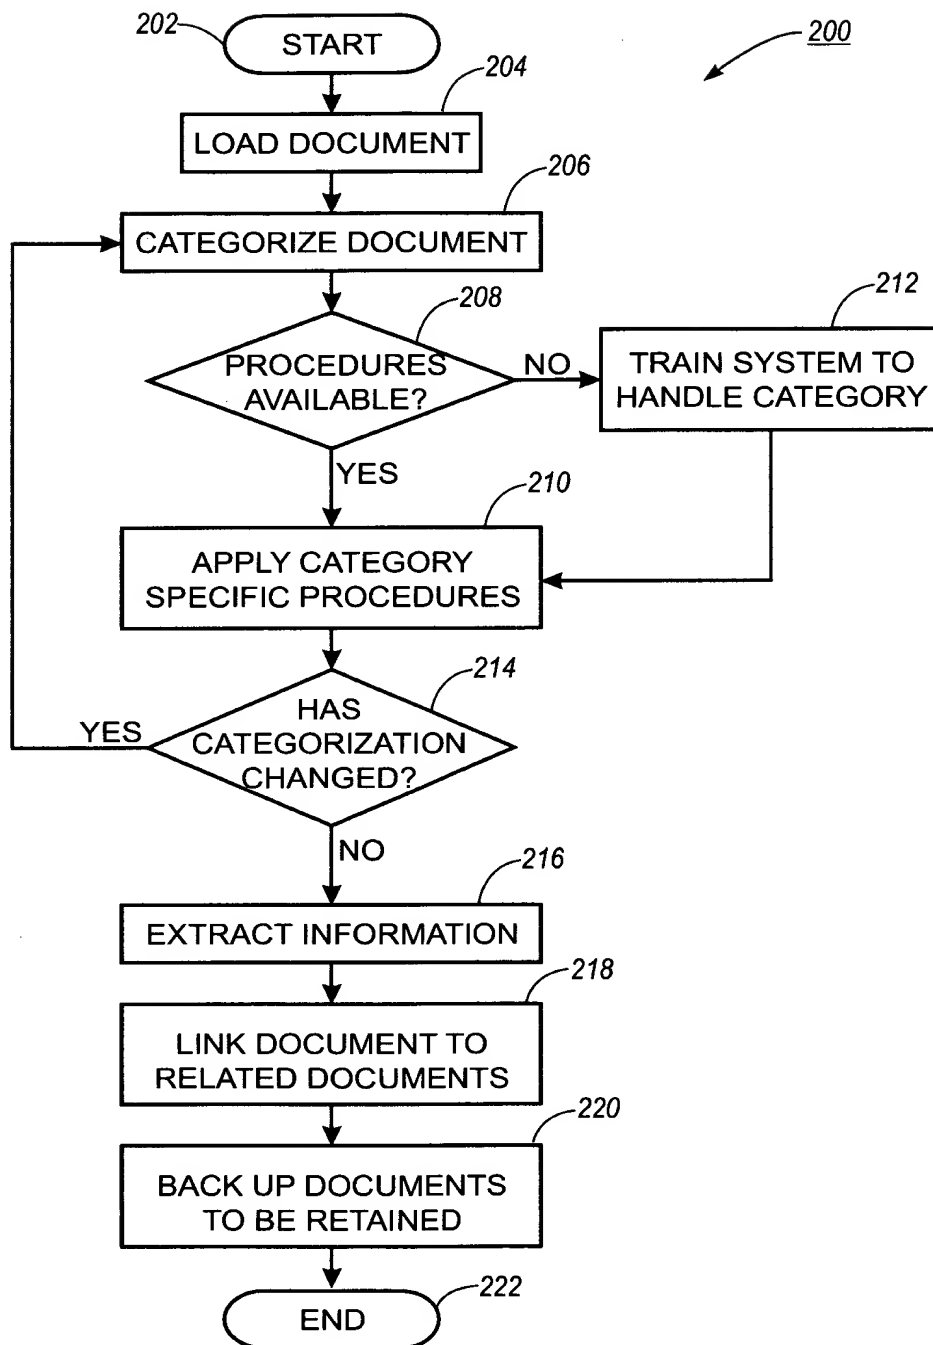 202
START
200
204
LOAD DOCUMENT
206
CATEGORIZE DOCUMENT
208
PROCEDURES
AVAILABLE?
NO
212
TRAIN SYSTEM TO
HANDLE CATEGORY
YES
210
APPLY CATEGORY
SPECIFIC PROCEDURES
214
HAS
CATEGORIZATION
CHANGED?
YES
NO
216
EXTRACT INFORMATION
218
LINK DOCUMENT TO
RELATED DOCUMENTS
220
BACK UP DOCUMENTS
TO BE RETAINED
222
END